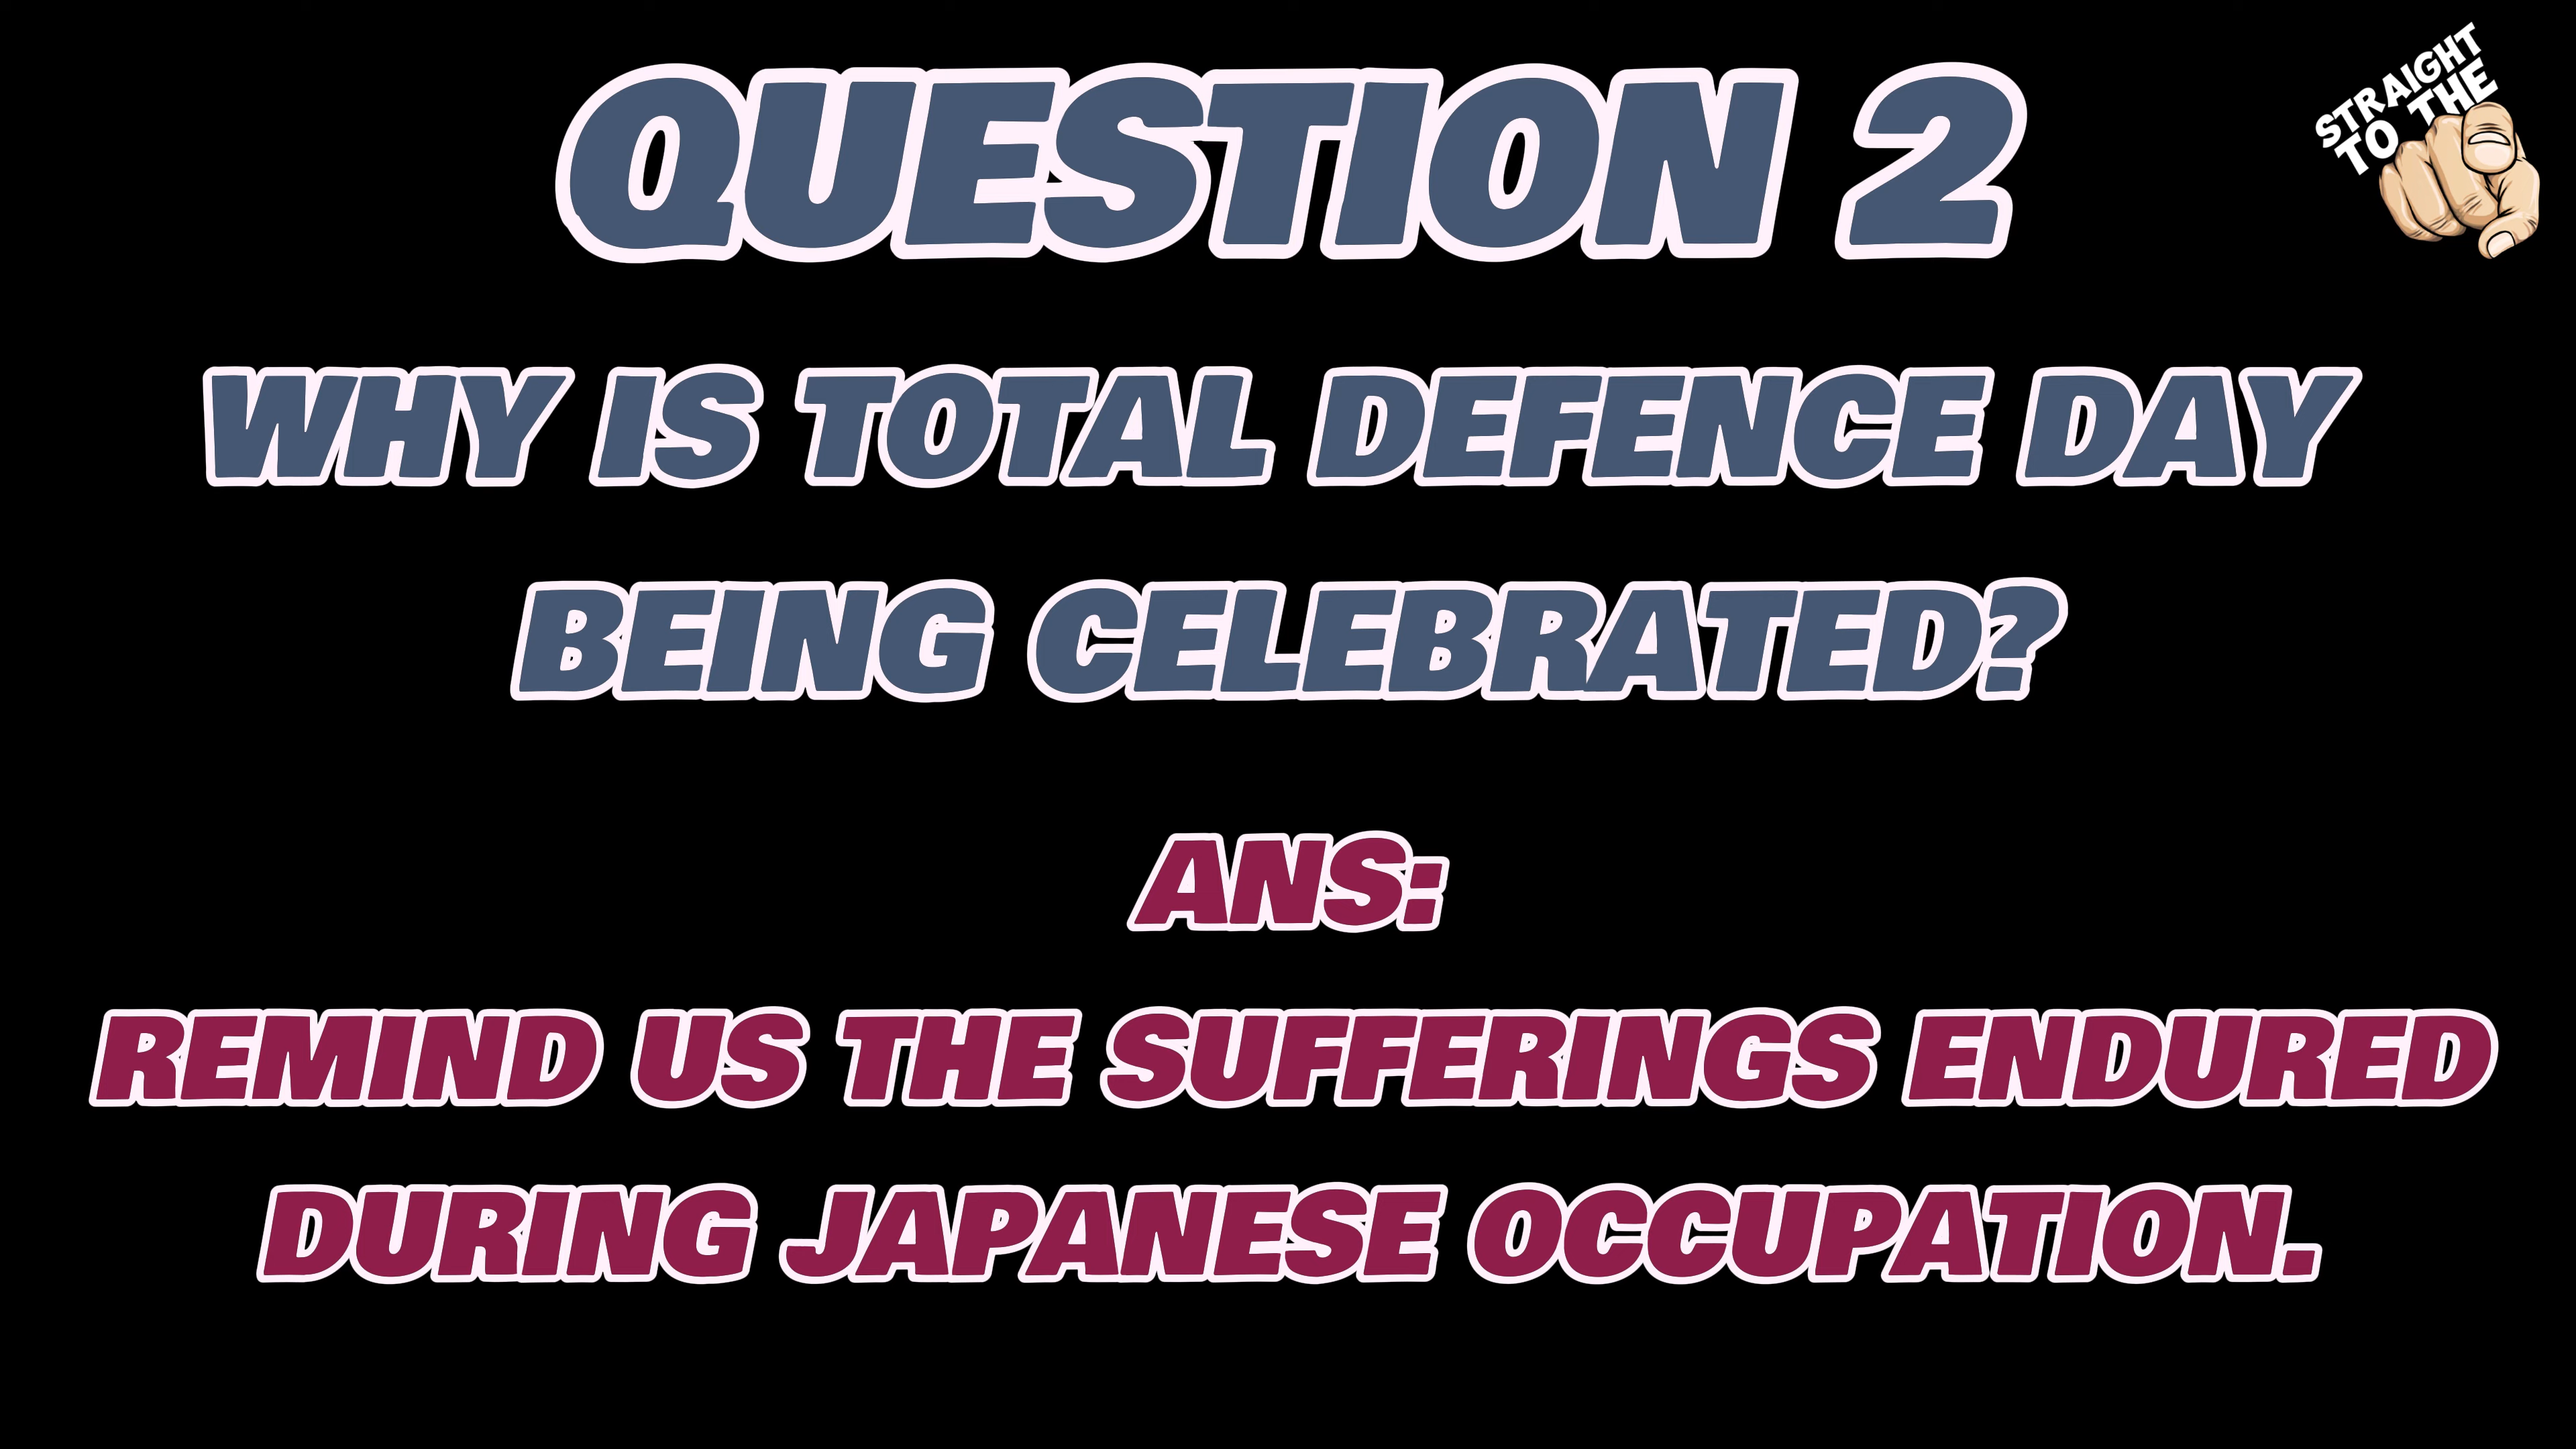 QUESTION 2
STRAIGHT
TO THE
WHY IS TOTAL DEFENCE DAY
BEING CELEBRATED?
ANS:
REMIND US THE SUFFERINGS ENDURED
DURING JAPANESE OCCUPATION.